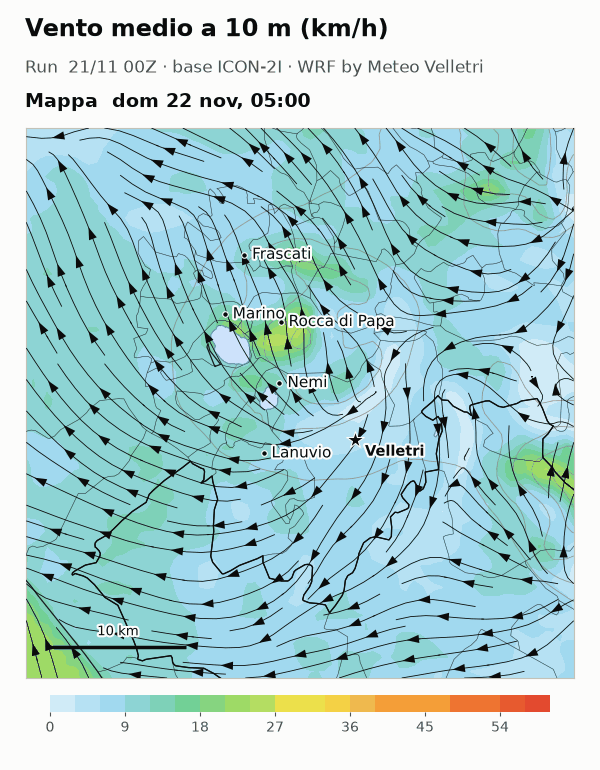 Vento medio a 10 m (km/h)
Run 21/11 00Z · base ICON-2I · WRF by Meteo Velletri
Mappa dom 22 nov, 05:00
Frascati
Marino
Rocca di Papa
Nemi
Velletri
Lanuvio
10 km
0 9 18 27 36 45 54